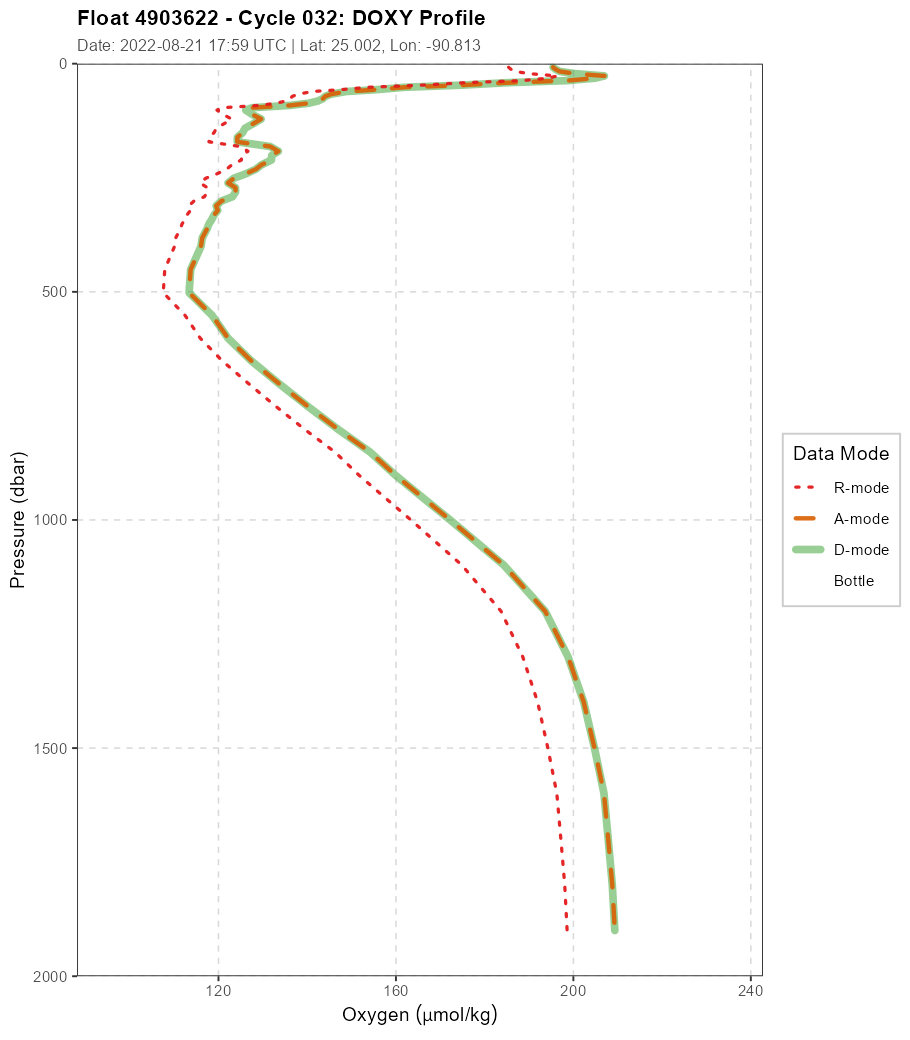 Float 4903622 - Cycle 032: DOXY Profile
Date: 2022-08-21 17:59 UTC | Lat: 25.002, Lon: -90.813
0
500
1000
1500
2000
Pressure (dbar)
120
160
200
240
Oxygen (μmol/kg)
Data Mode
R-mode
A-mode
D-mode
Bottle